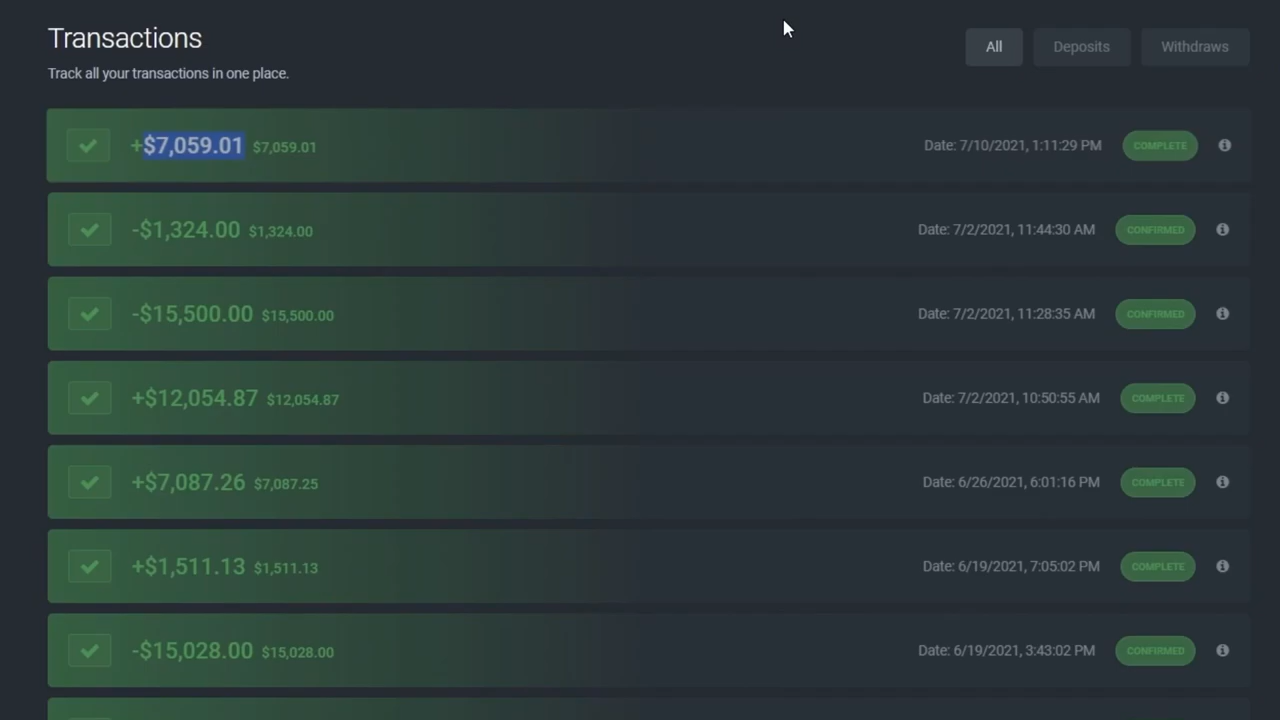 Transactions
All Deposits Withdraws
Track all your transactions in one place.
+$7,059.01 $7,059.01 Date: 7/10/2021, 1:11:29 PM COMPLETE
-$1,324.00 $1,324.00 Date: 7/2/2021, 11:44:30 AM CONFIRMED
-$15,500.00 $15,500.00 Date: 7/2/2021, 11:28:35 AM CONFIRMED
+$12,054.87 $12,054.87 Date: 7/2/2021, 10:50:55 AM COMPLETE
+$7,087.26 $7,087.25 Date: 6/26/2021, 6:01:16 PM COMPLETE
+$1,511.13 $1,511.13 Date: 6/19/2021, 7:05:02 PM COMPLETE
-$15,028.00 $15,028.00 Date: 6/19/2021, 3:43:02 PM CONFIRMED